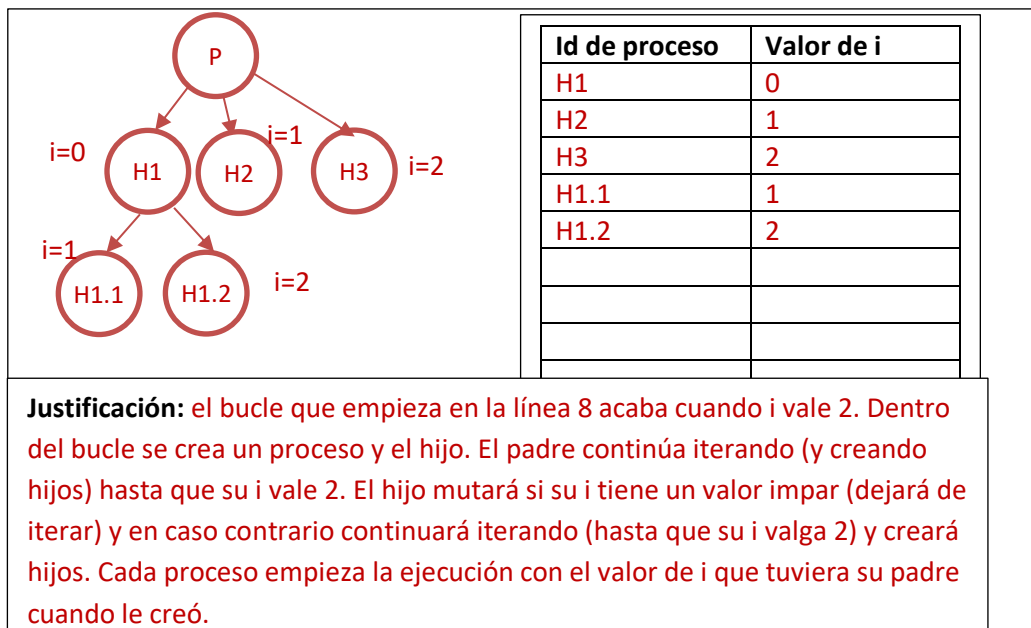 P
i=0
H1
i=1
H2
H3
i=2
i=1
H1.1
H1.2
i=2
Id de proceso Valor de i
H1 0
H2 1
H3 2
H1.1 1
H1.2 2
Justificación: el bucle que empieza en la línea 8 acaba cuando i vale 2. Dentro
del bucle se crea un proceso y el hijo. El padre continúa iterando (y creando
hijos) hasta que su i vale 2. El hijo mutará si su i tiene un valor impar (dejará de
iterar) y en caso contrario continuará iterando (hasta que su i valga 2) y creará
hijos. Cada proceso empieza la ejecución con el valor de i que tuviera su padre
cuando le creó.